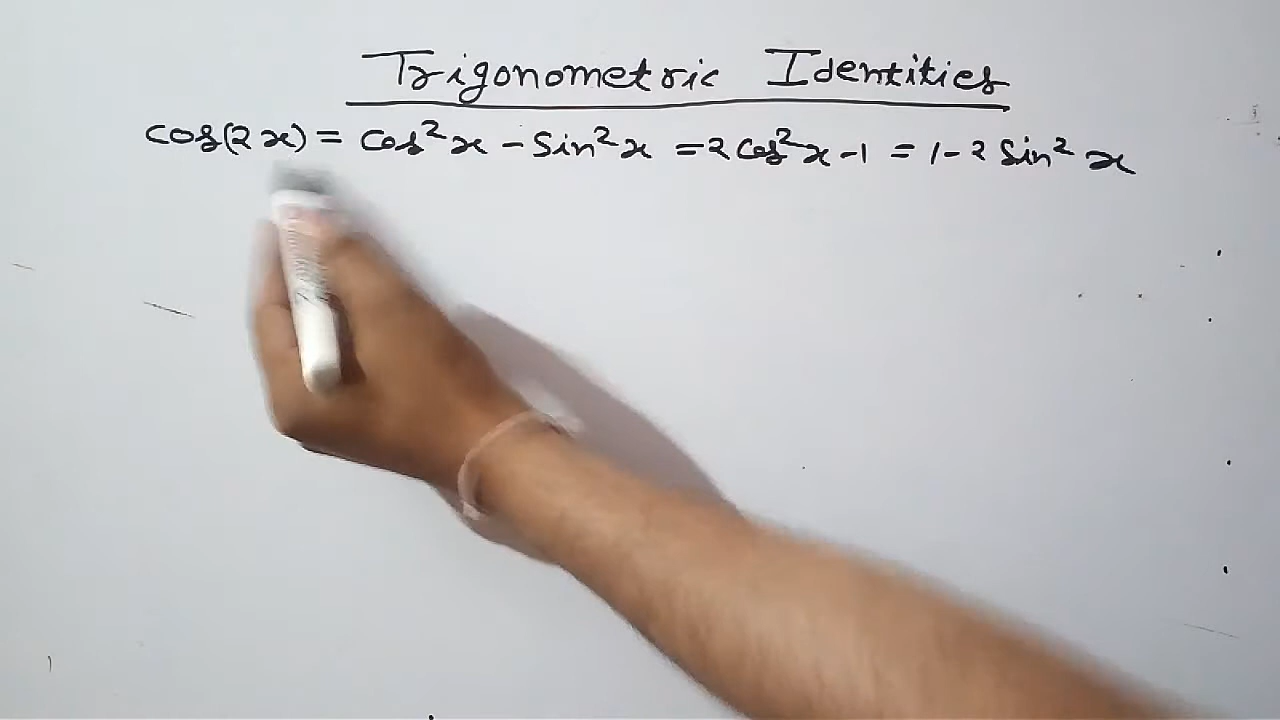 Trigonometric Identities
cos(2x) = cos²x - sin²x = 2cos²x - 1 = 1 - 2 sin²x